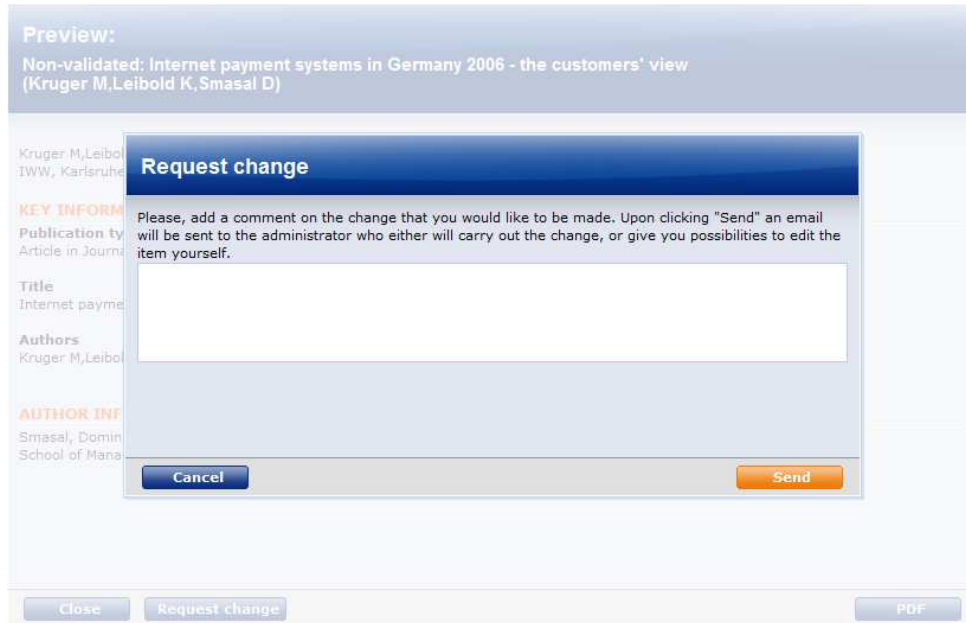 Preview:
Non-validated: Internet payment systems in Germany 2006 - the customers' view
(Kruger M,Leibold K,Smasal D)
Kruger M,Leibol
IWW, Karlsruhe
KEY INFORM
Publication ty
Article in Journa
Title
Internet payme
Authors
Kruger M,Leibol
AUTHOR INF
Smasal, Domin
School of Mana
Request change
Please, add a comment on the change that you would like to be made. Upon clicking "Send" an email
will be sent to the administrator who either will carry out the change, or give you possibilities to edit the
item yourself.
Cancel
Send
Close
Request change
PDF